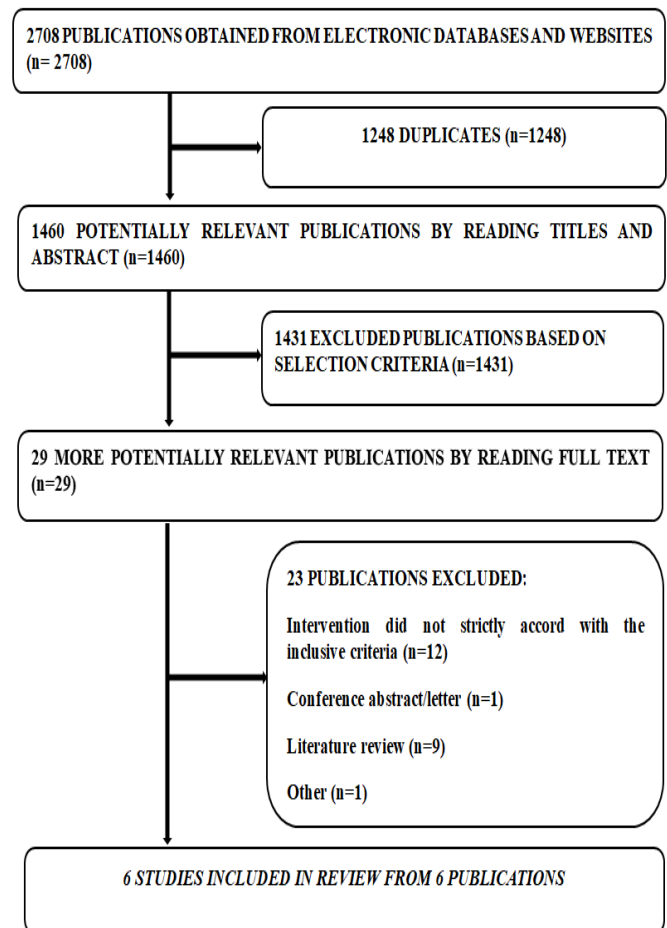 2708 PUBLICATIONS OBTAINED FROM ELECTRONIC DATABASES AND WEBSITES
(n= 2708)
1248 DUPLICATES (n=1248)
1460 POTENTIALLY RELEVANT PUBLICATIONS BY READING TITLES AND
ABSTRACT (n=1460)
1431 EXCLUDED PUBLICATIONS BASED ON
SELECTION CRITERIA (n=1431)
29 MORE POTENTIALLY RELEVANT PUBLICATIONS BY READING FULL TEXT
(n=29)
23 PUBLICATIONS EXCLUDED:
Intervention did not strictly accord with the
inclusive criteria (n=12)
Conference abstract/letter (n=1)
Literature review (n=9)
Other (n=1)
6 STUDIES INCLUDED IN REVIEW FROM 6 PUBLICATIONS